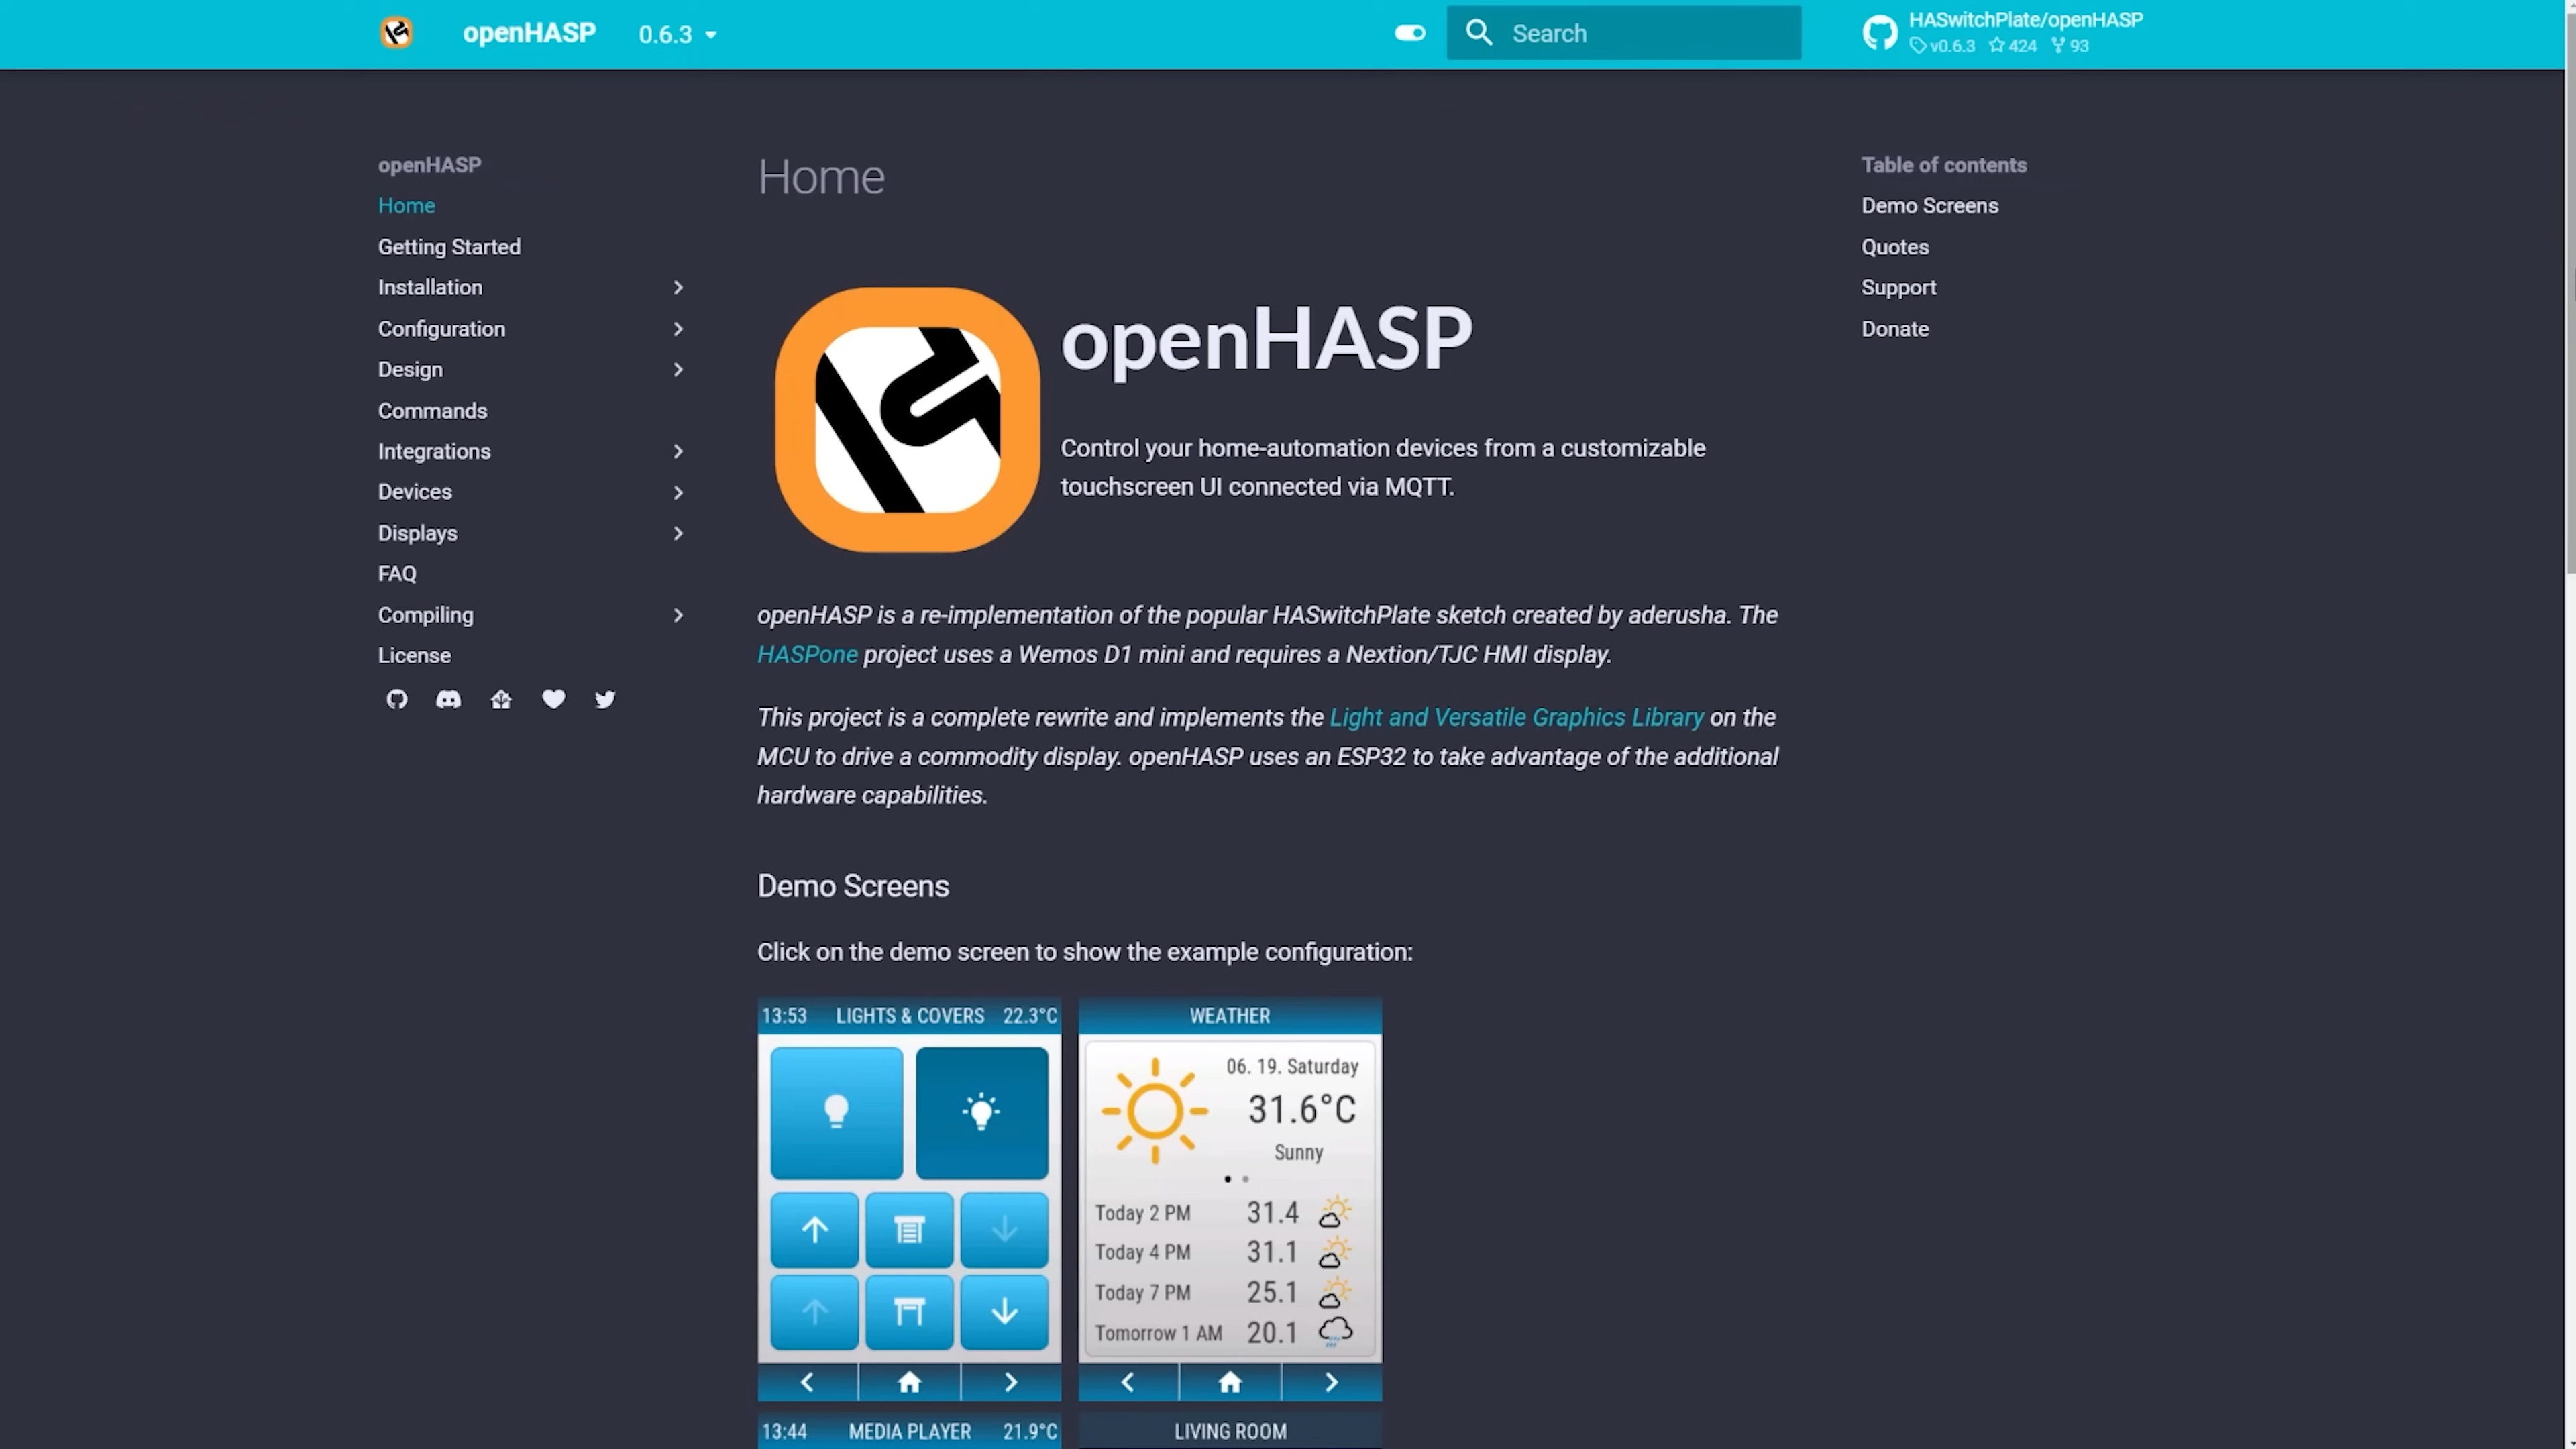 openHASP
0.6.3
Search
HASwitchPlate/openHASP
v0.6.3 424 93
openHASP
Home
Getting Started
Installation
Configuration
Design
Commands
Integrations
Devices
Displays
FAQ
Compiling
License
Home
openHASP
Control your home-automation devices from a customizable
touchscreen UI connected via MQTT.
openHASP is a re-implementation of the popular HASwitchPlate sketch created by aderusha. The
HASPone project uses a Wemos D1 mini and requires a Nextion/TJC HMI display.
This project is a complete rewrite and implements the Light and Versatile Graphics Library on the
MCU to drive a commodity display. openHASP uses an ESP32 to take advantage of the additional
hardware capabilities.
Demo Screens
Click on the demo screen to show the example configuration:
13:53 LIGHTS & COVERS 22.3°C
WEATHER
06. 19. Saturday
31.6°C
Sunny
Today 2 PM 31.4
Today 4 PM 31.1
Today 7 PM 25.1
Tomorrow 1 AM 20.1
13:44 MEDIA PLAYER 21.9°C
LIVING ROOM
Table of contents
Demo Screens
Quotes
Support
Donate